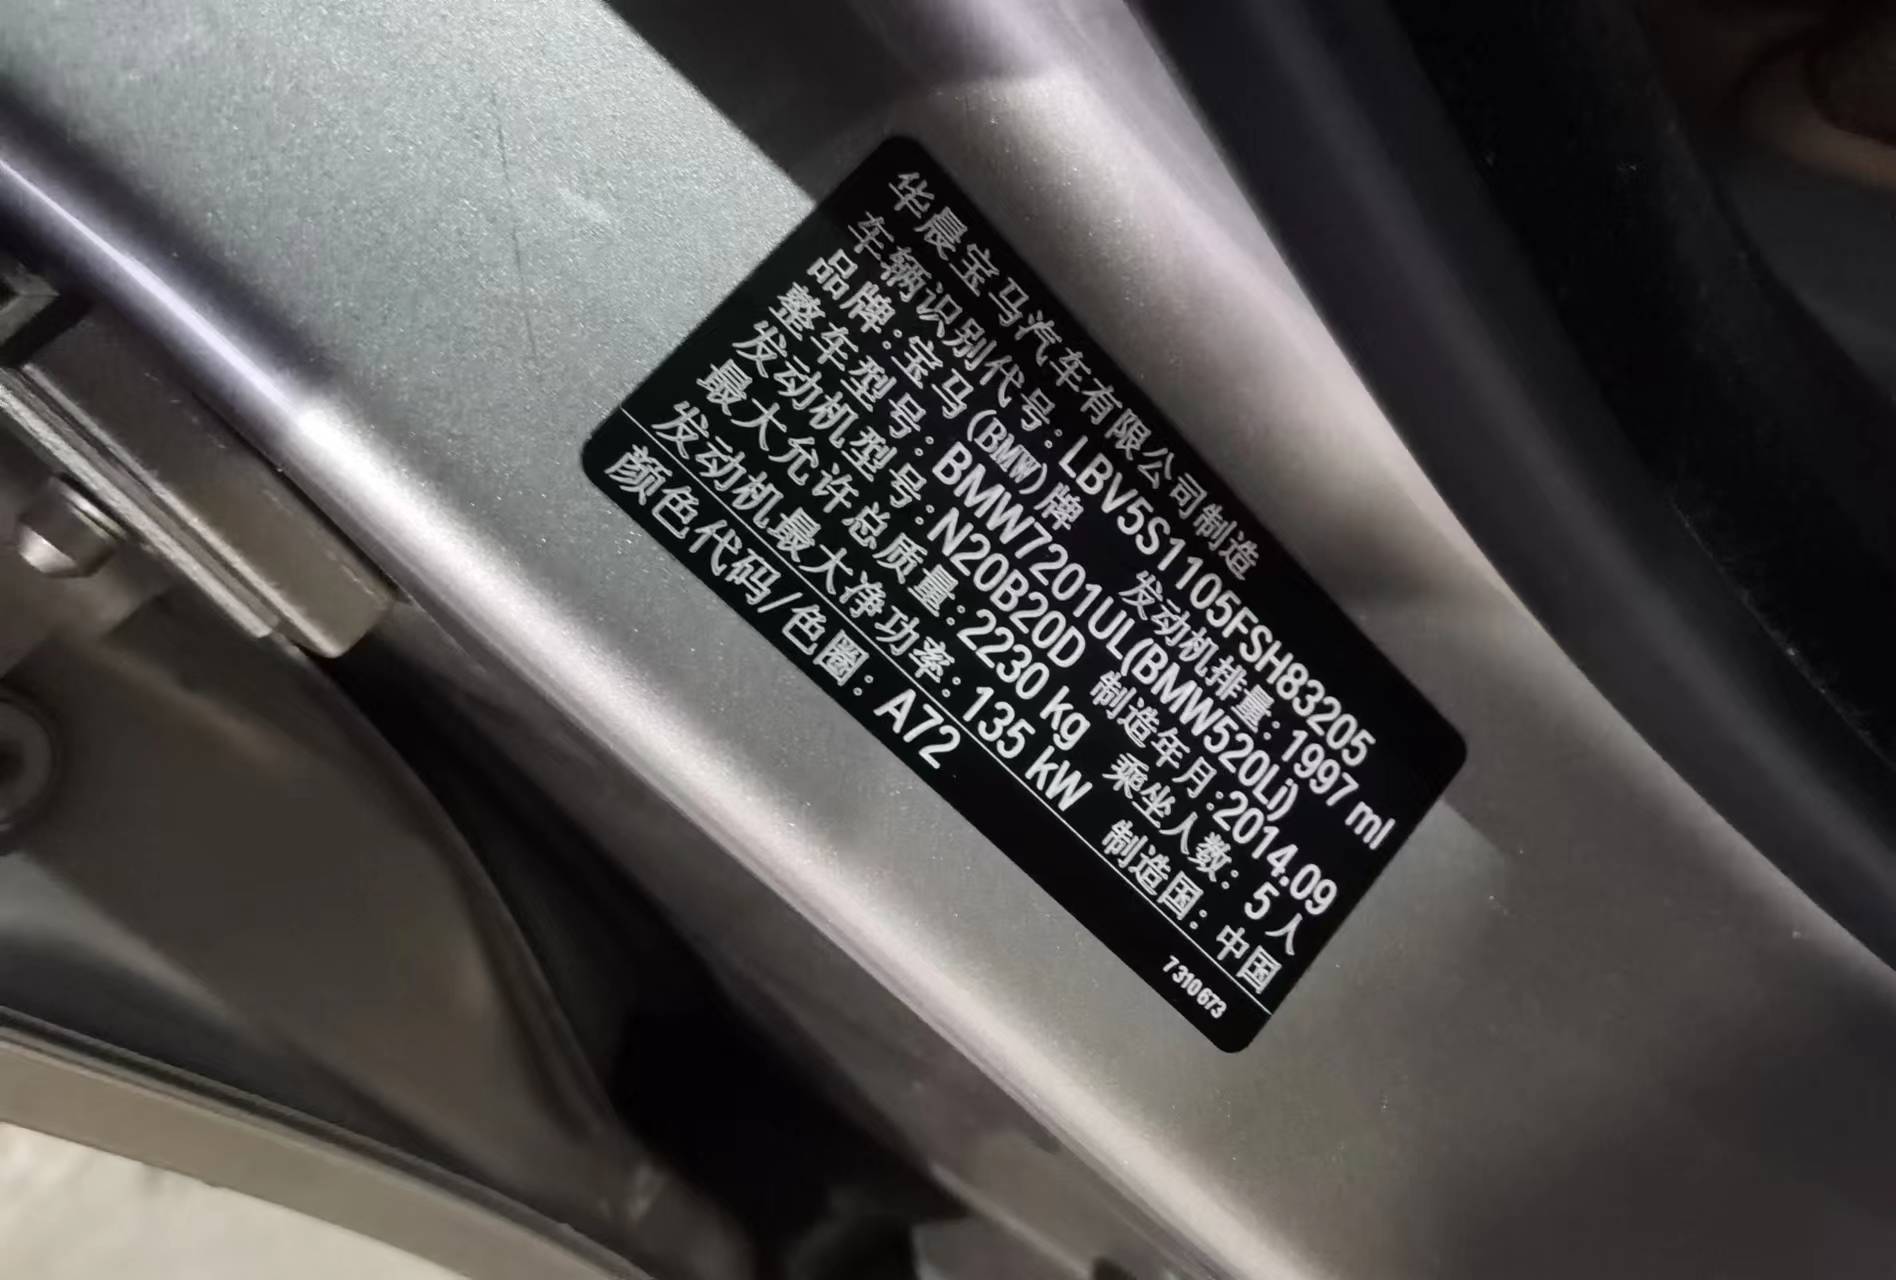 华晨宝马汽车有限公司制造
车辆识别代号: LBV5S1105FSH83205
品牌: 宝马(BMW)牌 发动机排量: 1997 ml
整车型号: BMW7201UL(BMW520Li)
发动机型号: N20B20D 制造年月: 2014.09
最大允许总质量: 2230 kg 乘坐人数: 5 人
发动机最大净功率: 135 kW 制造国: 中国
颜色代码/色圈: A72
7310673